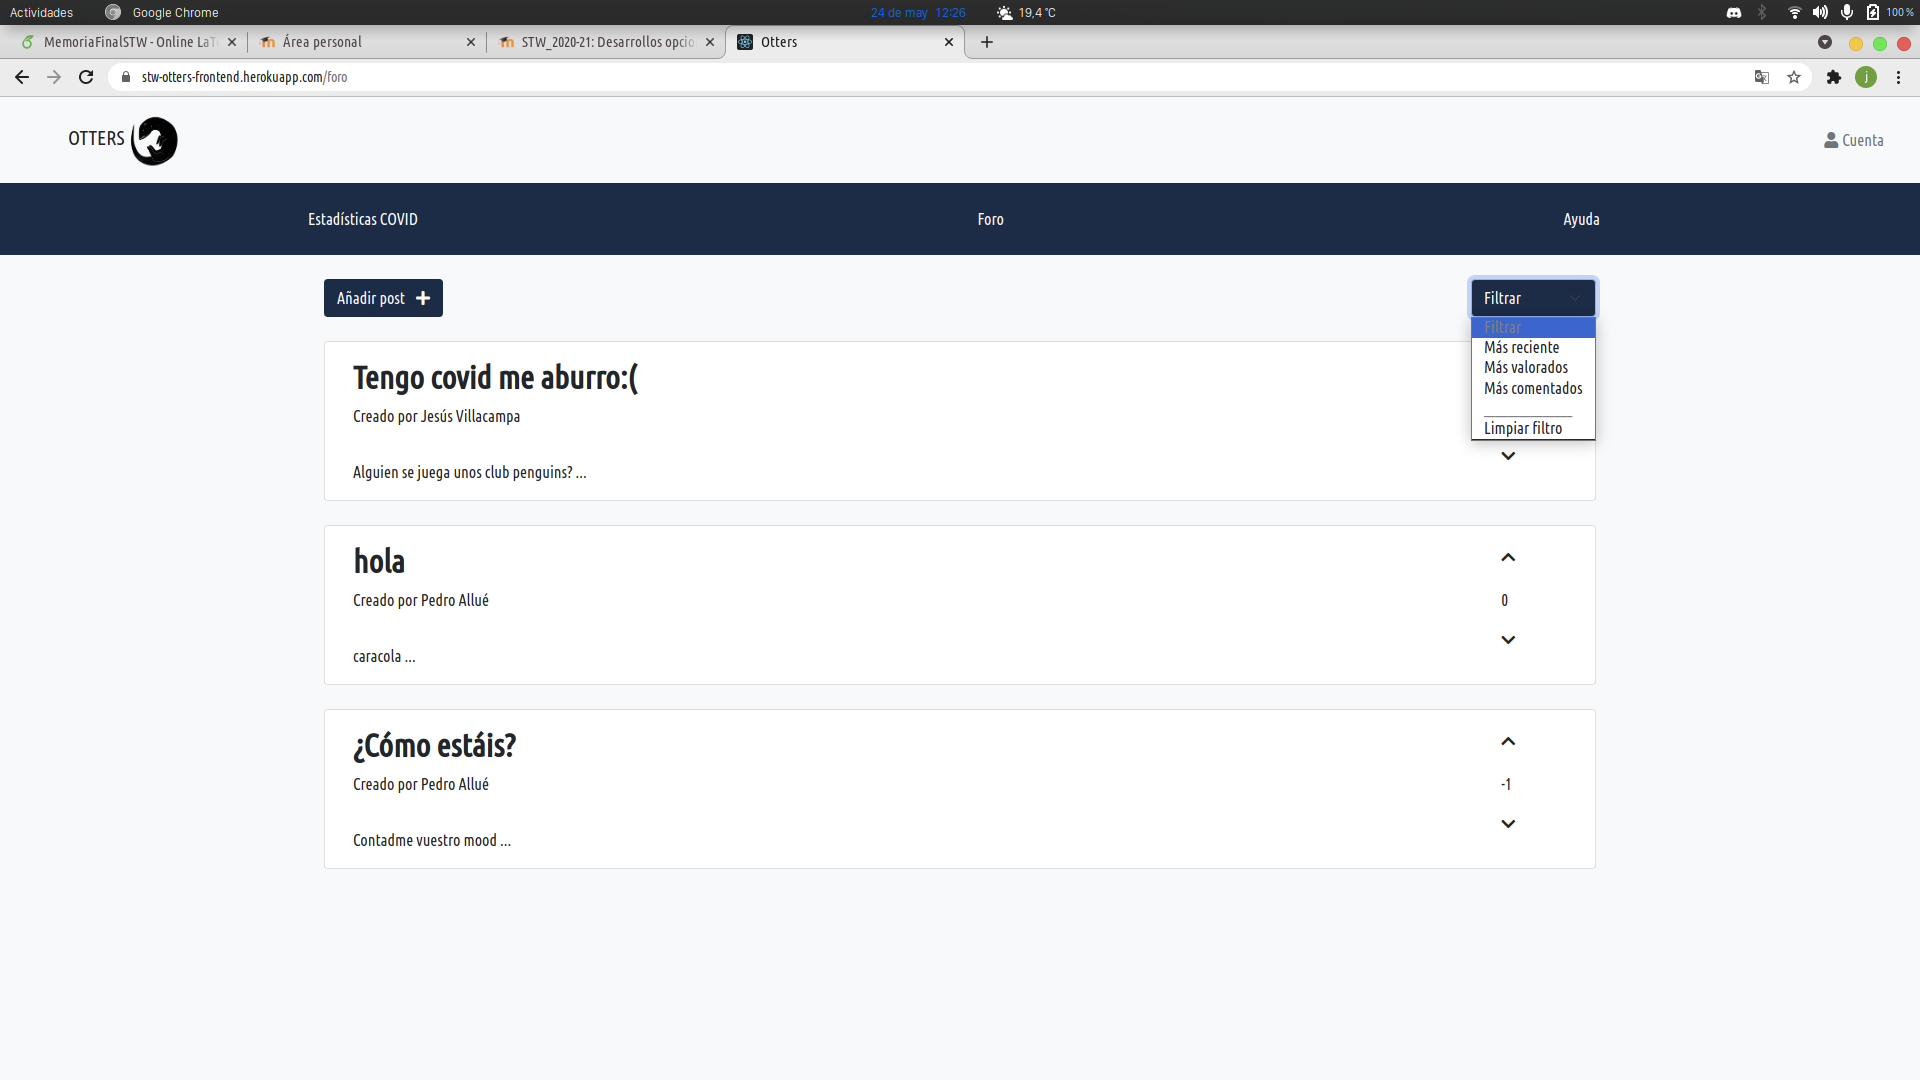 Actividades
Google Chrome
24 de may 12:26
19,4 °C
100 %
MemoriaFinalSTW - Online LaT
Área personal
STW_2020-21: Desarrollos opcio
Otters
stw-otters-frontend.herokuapp.com/foro
j
OTTERS
Cuenta
Estadísticas COVID
Foro
Ayuda
Añadir post
Filtrar
Filtrar
Más reciente
Más valorados
Más comentados
______________
Limpiar filtro
Tengo covid me aburro:(
Creado por Jesús Villacampa
Alguien se juega unos club penguins? ...
hola
Creado por Pedro Allué
0
caracola ...
¿Cómo estáis?
Creado por Pedro Allué
-1
Contadme vuestro mood ...